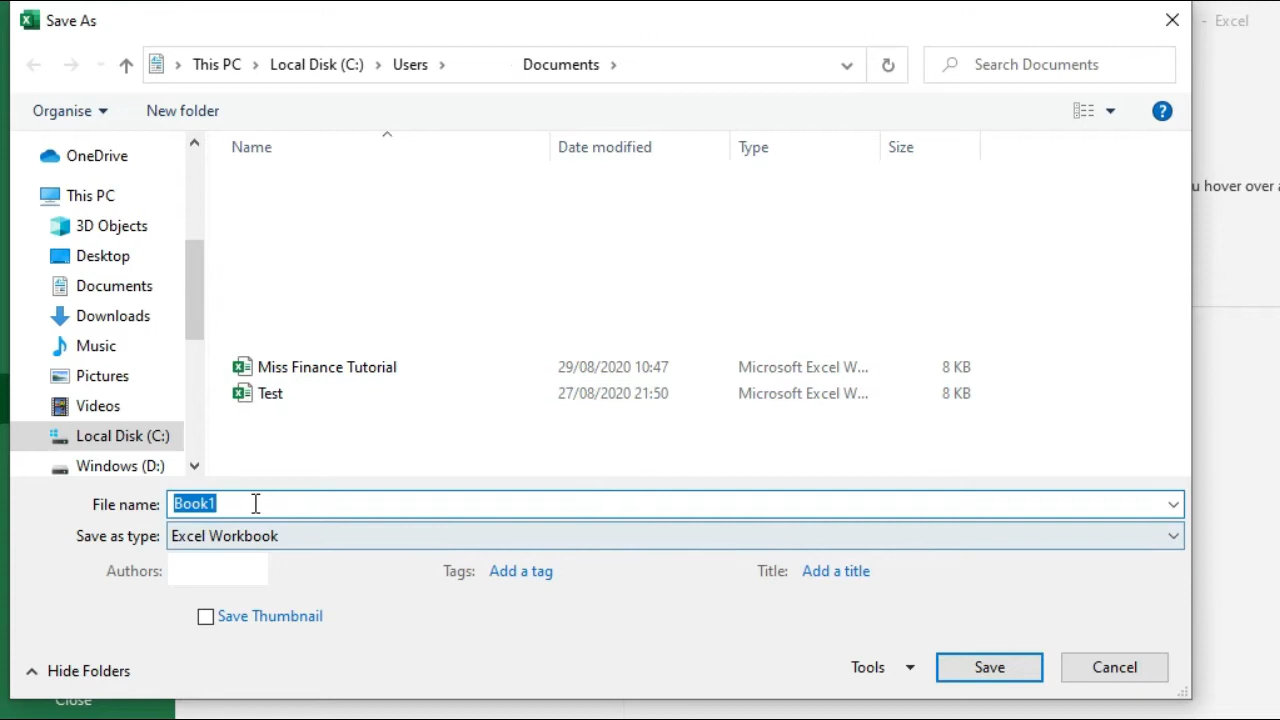 Save As
- Excel
This PC > Local Disk (C:) > Users > Documents >
Search Documents
Organise
New folder
?
Name
Date modified
Type
Size
OneDrive
This PC
3D Objects
Desktop
Documents
Downloads
Music
Pictures
Videos
Local Disk (C:)
Windows (D:)
u hover over a
Miss Finance Tutorial 29/08/2020 10:47 Microsoft Excel W... 8 KB
Test 27/08/2020 21:50 Microsoft Excel W... 8 KB
File name: Book1
Save as type: Excel Workbook
Authors:
Tags: Add a tag
Title: Add a title
Save Thumbnail
Hide Folders
Tools
Save
Cancel
Close